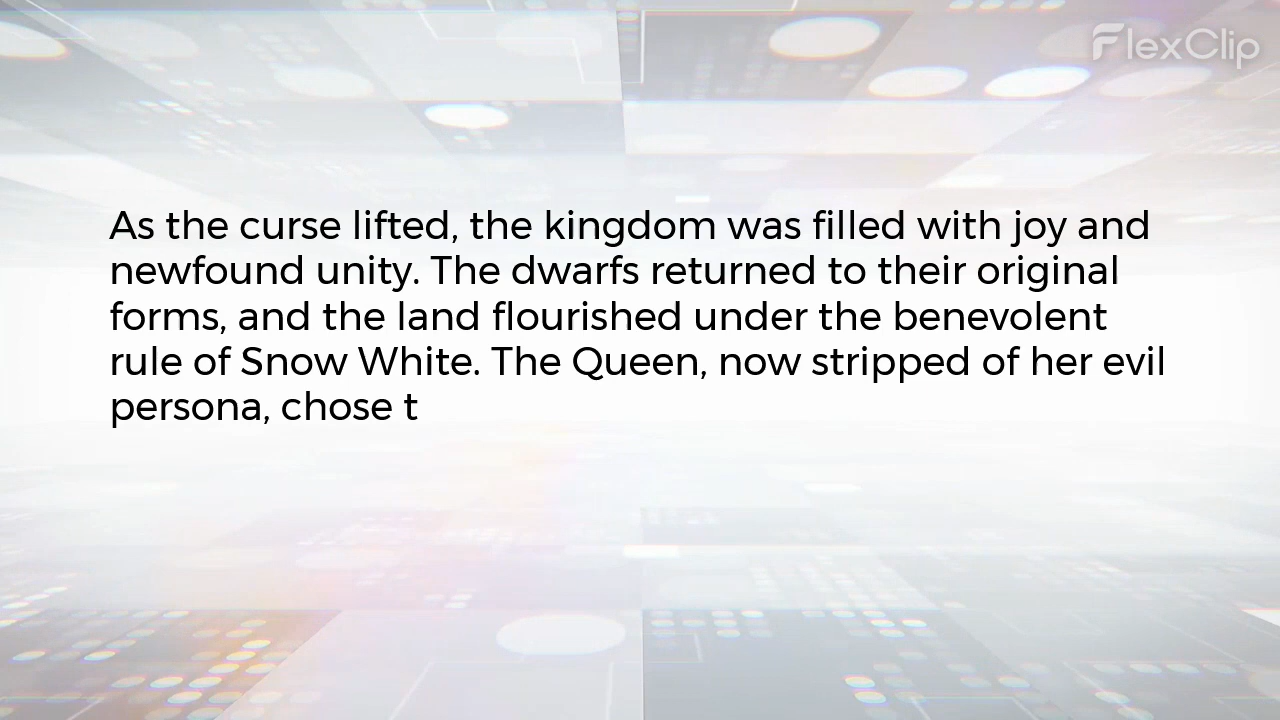 FlexClip
As the curse lifted, the kingdom was filled with joy and
newfound unity. The dwarfs returned to their original
forms, and the land flourished under the benevolent
rule of Snow White. The Queen, now stripped of her evil
persona, chose t